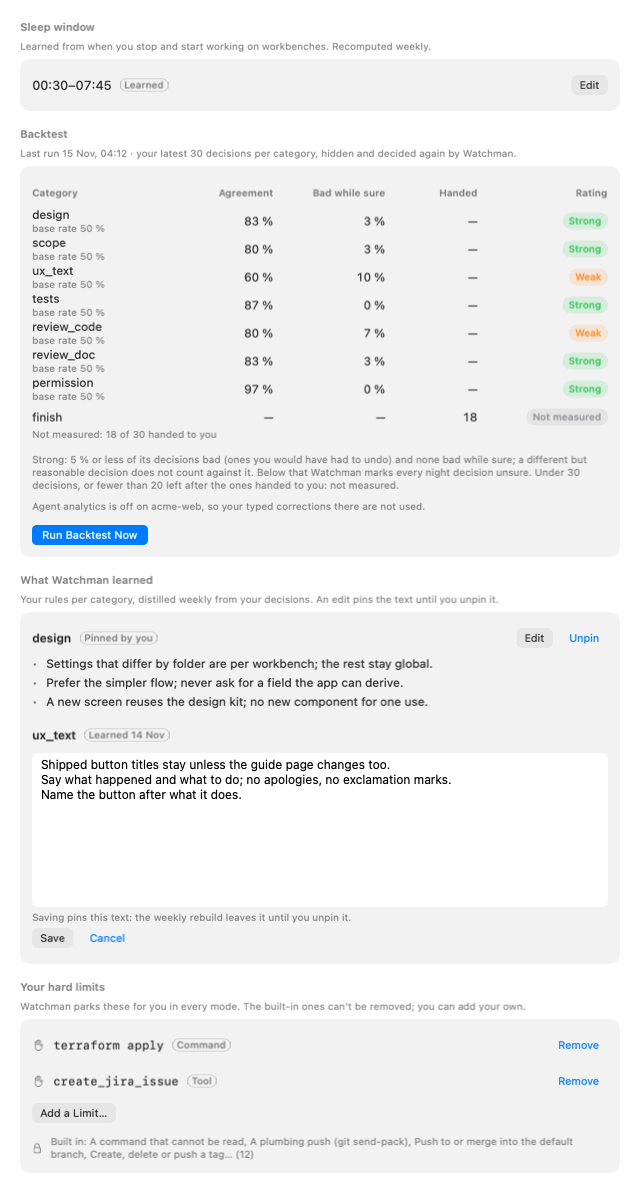 Sleep window
Learned from when you stop and start working on workbenches. Recomputed weekly.
00:30–07:45 Learned Edit
Backtest
Last run 15 Nov, 04:12 · your latest 30 decisions per category, hidden and decided again by Watchman.
Category Agreement Bad while sure Handed Rating
design 83 % 3 % — Strong
base rate 50 %
scope 80 % 3 % — Strong
base rate 50 %
ux_text 60 % 10 % — Weak
base rate 50 %
tests 87 % 0 % — Strong
base rate 50 %
review_code 80 % 7 % — Weak
base rate 50 %
review_doc 83 % 3 % — Strong
base rate 50 %
permission 97 % 0 % — Strong
base rate 50 %
finish — — 18 Not measured
Not measured: 18 of 30 handed to you
Strong: 5 % or less of its decisions bad (ones you would have had to undo) and none bad while sure; a different but
reasonable decision does not count against it. Below that Watchman marks every night decision unsure. Under 30
decisions, or fewer than 20 left after the ones handed to you: not measured.
Agent analytics is off on acme-web, so your typed corrections there are not used.
Run Backtest Now
What Watchman learned
Your rules per category, distilled weekly from your decisions. An edit pins the text until you unpin it.
design Pinned by you Edit Unpin
· Settings that differ by folder are per workbench; the rest stay global.
· Prefer the simpler flow; never ask for a field the app can derive.
· A new screen reuses the design kit; no new component for one use.
ux_text Learned 14 Nov
Shipped button titles stay unless the guide page changes too.
Say what happened and what to do; no apologies, no exclamation marks.
Name the button after what it does.
Saving pins this text: the weekly rebuild leaves it until you unpin it.
Save Cancel
Your hard limits
Watchman parks these for you in every mode. The built-in ones can't be removed; you can add your own.
terraform apply Command Remove
create_jira_issue Tool Remove
Add a Limit…
Built in: A command that cannot be read, A plumbing push (git send-pack), Push to or merge into the default
branch, Create, delete or push a tag… (12)